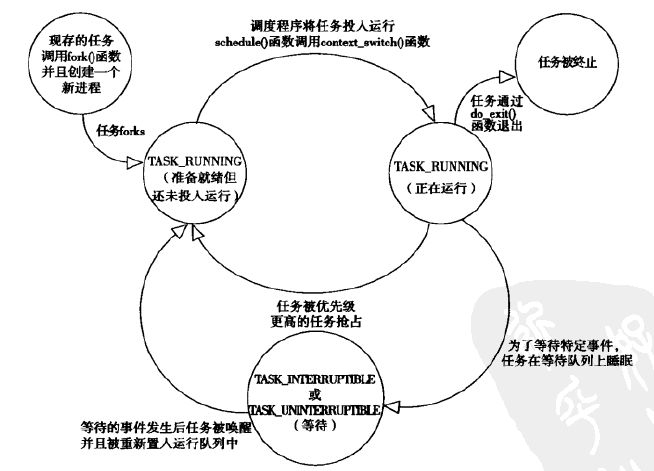 现存的任务
调用fork()函数
并且创建一个
新进程
调度程序将任务投入运行
schedule()函数调用context_switch()函数
任务被终止
任务forks
任务通过
do_exit()
函数退出
TASK_RUNNING
(准备就绪但
还未投入运行)
TASK_RUNNING
(正在运行)
任务被优先级
更高的任务抢占
为了等待特定事件,
任务在等待队列上睡眠
TASK_INTERRUPTIBLE
或
TASK_UNINTERRUPTIBLE
(等待)
等待的事件发生后任务被唤醒
并且被重新置入运行队列中